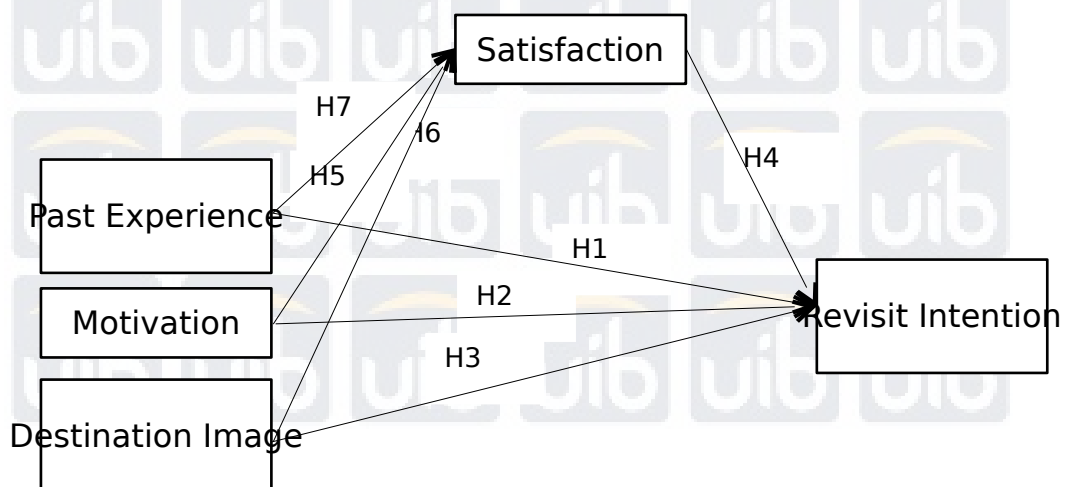 Satisfaction
H7
H6
H4
H5
Past Experience
H1
H2
Motivation
Revisit Intention
H3
Destination Image
uib